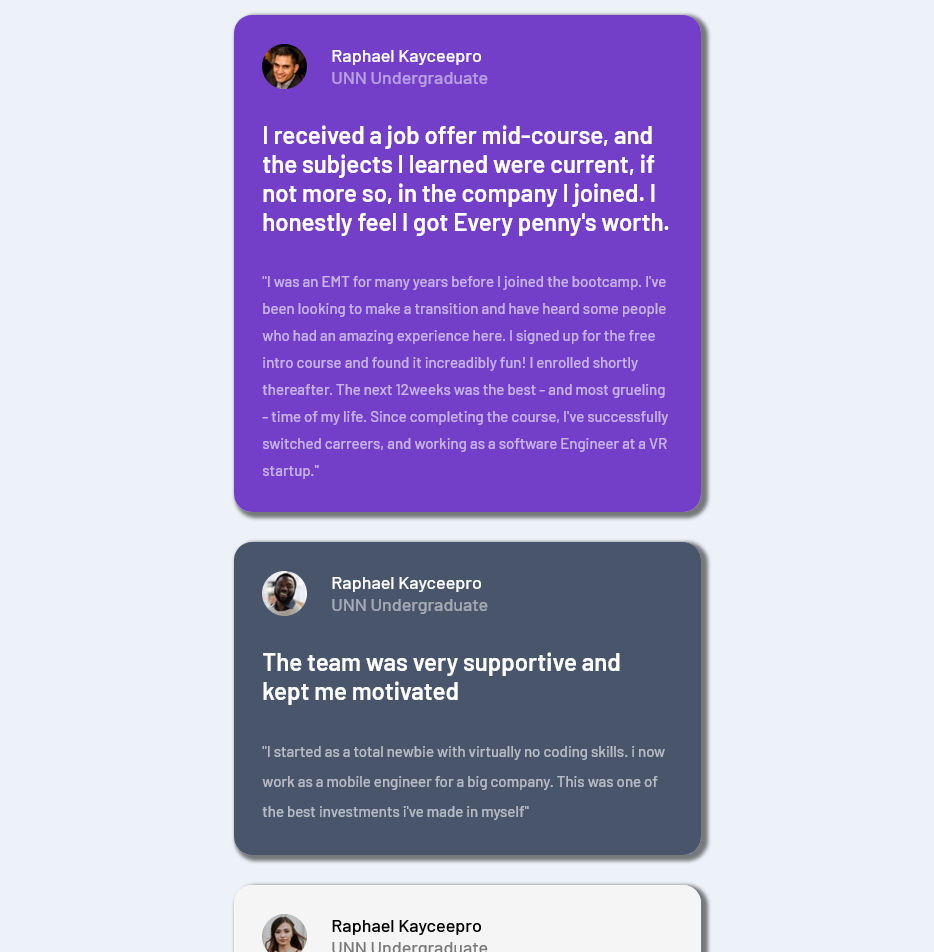 Raphael Kayceepro
UNN Undergraduate
I received a job offer mid-course, and
the subjects I learned were current, if
not more so, in the company I joined. I
honestly feel I got Every penny's worth.
"I was an EMT for many years before I joined the bootcamp. I've
been looking to make a transition and have heard some people
who had an amazing experience here. I signed up for the free
intro course and found it increadibly fun! I enrolled shortly
thereafter. The next 12weeks was the best - and most grueling
- time of my life. Since completing the course, I've successfully
switched carreers, and working as a software Engineer at a VR
startup."
Raphael Kayceepro
UNN Undergraduate
The team was very supportive and
kept me motivated
"I started as a total newbie with virtually no coding skills. i now
work as a mobile engineer for a big company. This was one of
the best investments i've made in myself"
Raphael Kayceepro
UNN Undergraduate